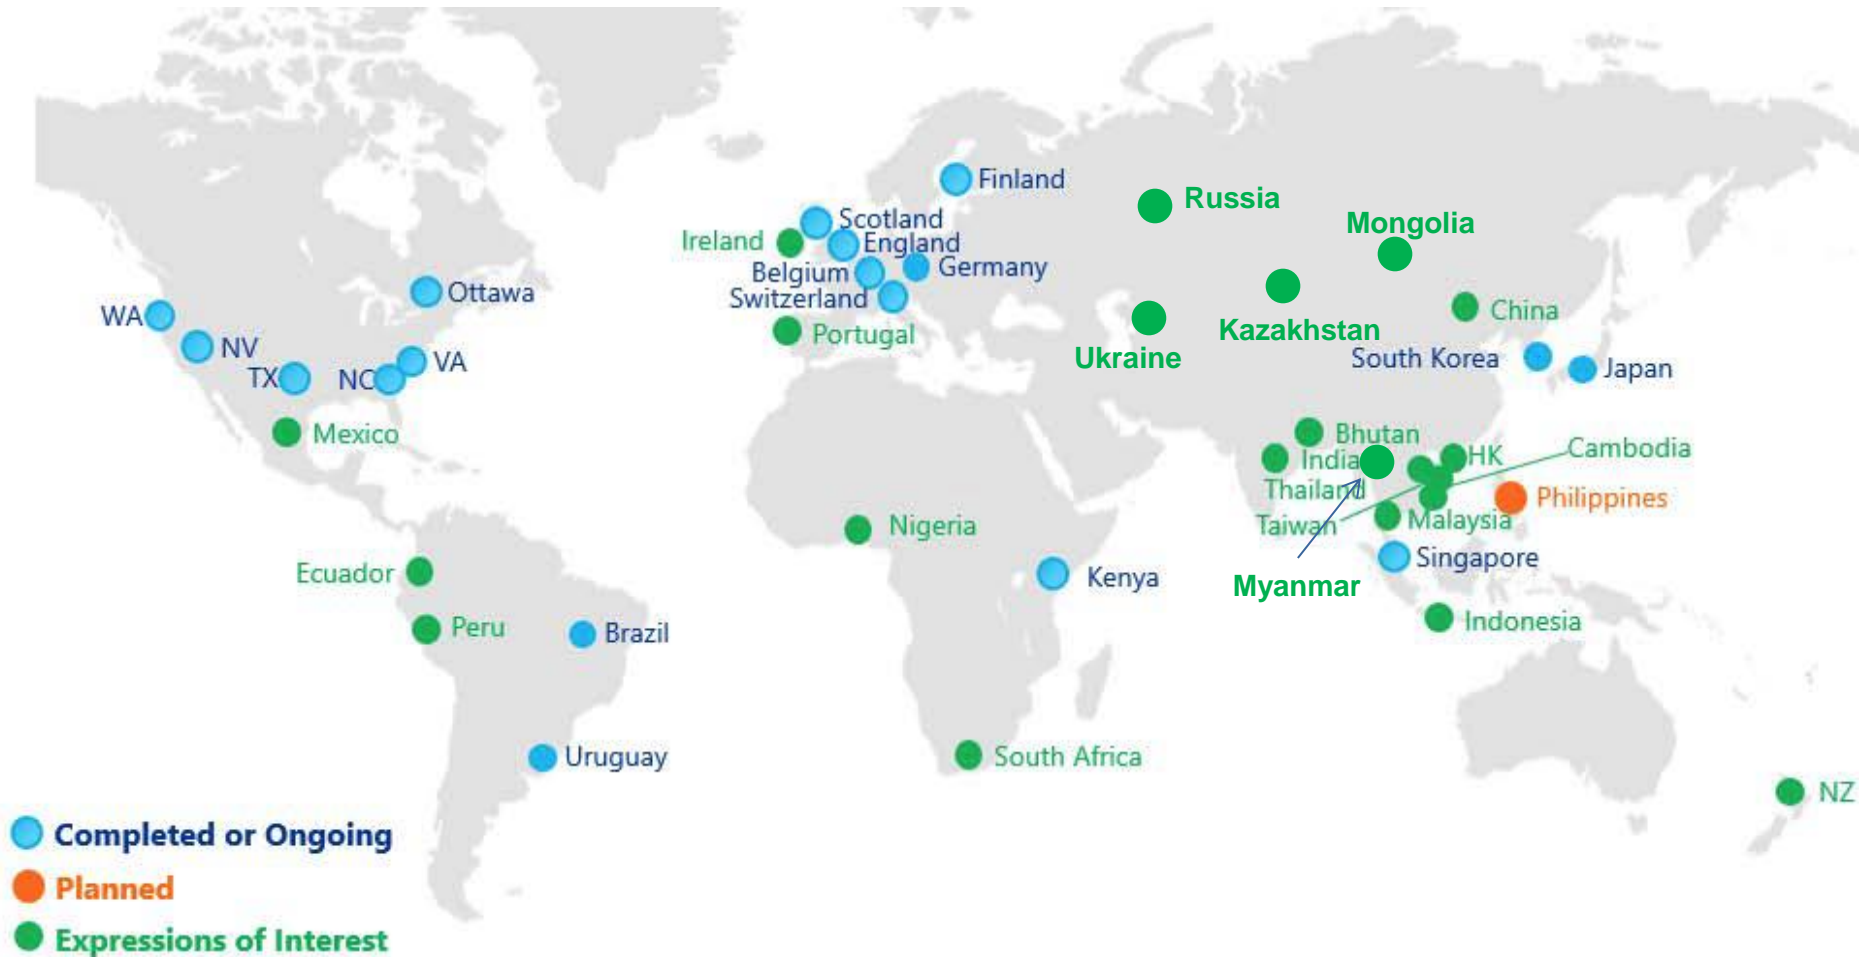 Finland
Russia
Scotland
Mongolia
Ireland
England
Belgium
Germany
Switzerland
Ottawa
WA
China
Portugal
Kazakhstan
NV
Ukraine
South Korea
VA
TX
NC
Japan
Mexico
Bhutan
Cambodia
India
HK
Thailand
Philippines
Taiwan
Malaysia
Nigeria
Singapore
Ecuador
Kenya
Myanmar
Indonesia
Peru
Brazil
Uruguay
South Africa
NZ
Completed or Ongoing
Planned
Expressions of Interest